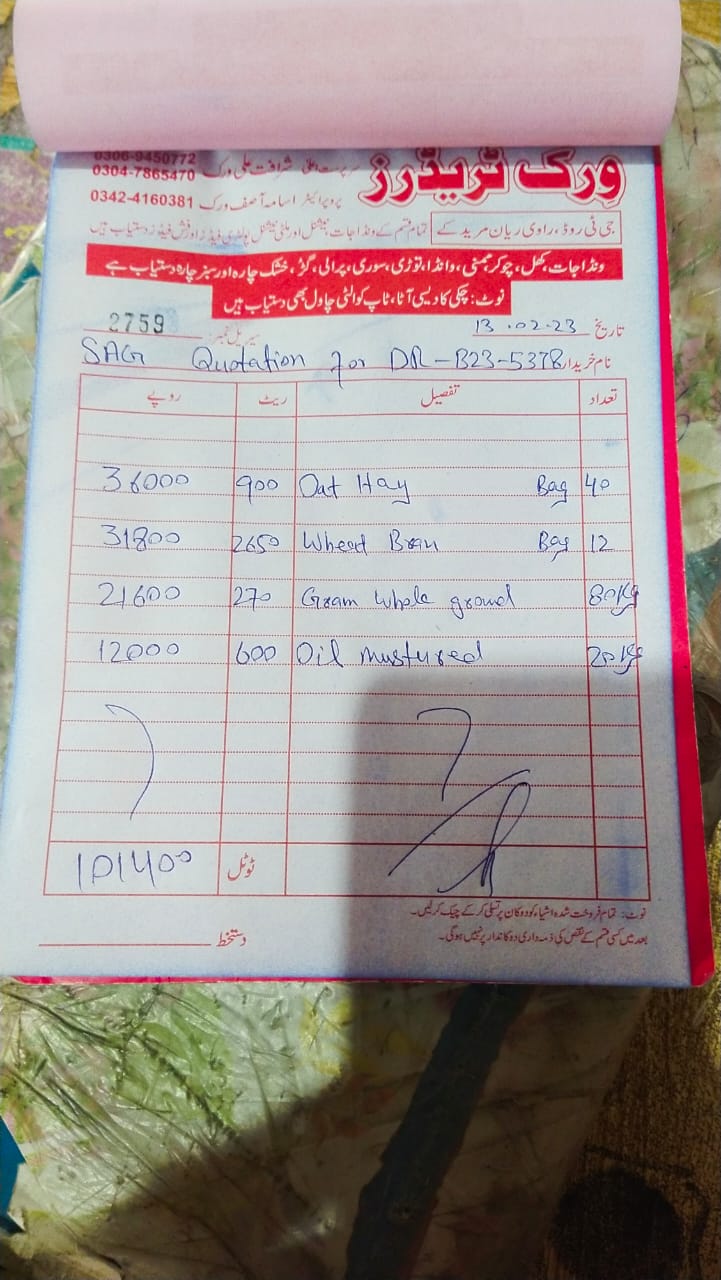 ورک ٹریڈرز
سرپرست اعلیٰ شرافت علی ورک 0306-9450772
0304-7865470
پروپرائیٹر اسامہ آصف ورک 0342-4160381
جی ٹی روڈ، راوی ریان مرید کے تمام قسم کے ونڈا جات نیشنل اور ملٹی نیشنل پولٹری فیڈز اور فش فیڈز دستیاب ہیں
ونڈا جات، کھل، چوکر، ، وانڈا، توڑی، سوری، پرالی، گڑ، خشک چارہ اور سبز چارہ دستیاب ہے
نوٹ: چکی کا دیسی آٹا، ٹاپ کوالٹی چاول بھی دستیاب ہیں
تاریخ 13.02.23 سیریل نمبر: 2759
نام خریدار SAG Quotation for DR-B23-5378
تعداد تفصیل ریٹ روپے
36000 900 Oat Hay Bag 40
31800 2650 Wheat Bran Bag 12
21600 270 Gram whole ground 80Kg
12000 600 Oil mustured 20Kg
101400 ٹوٹل
نوٹ: تمام فروخت شدہ اشیاء کو دوکان پر تسلی کر کے چیک کر لیں۔
بعد میں کسی قسم کے نقص کی ذمہ داری دوکاندار پر نہیں ہوگی۔
دستخط